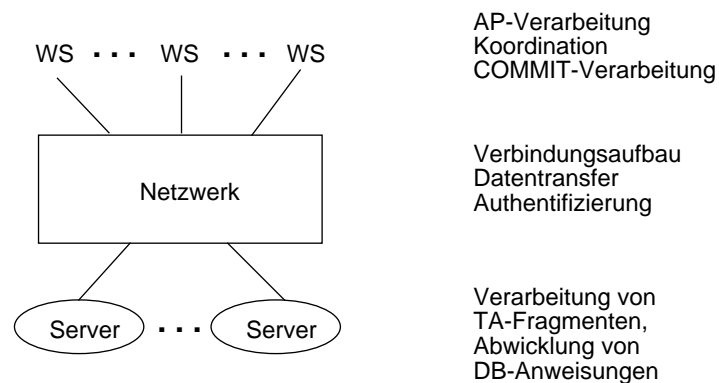 WS ... WS ... WS
AP-Verarbeitung
Koordination
COMMIT-Verarbeitung
Netzwerk
Verbindungsaufbau
Datentransfer
Authentifizierung
Server ... Server
Verarbeitung von
TA-Fragmenten,
Abwicklung von
DB-Anweisungen